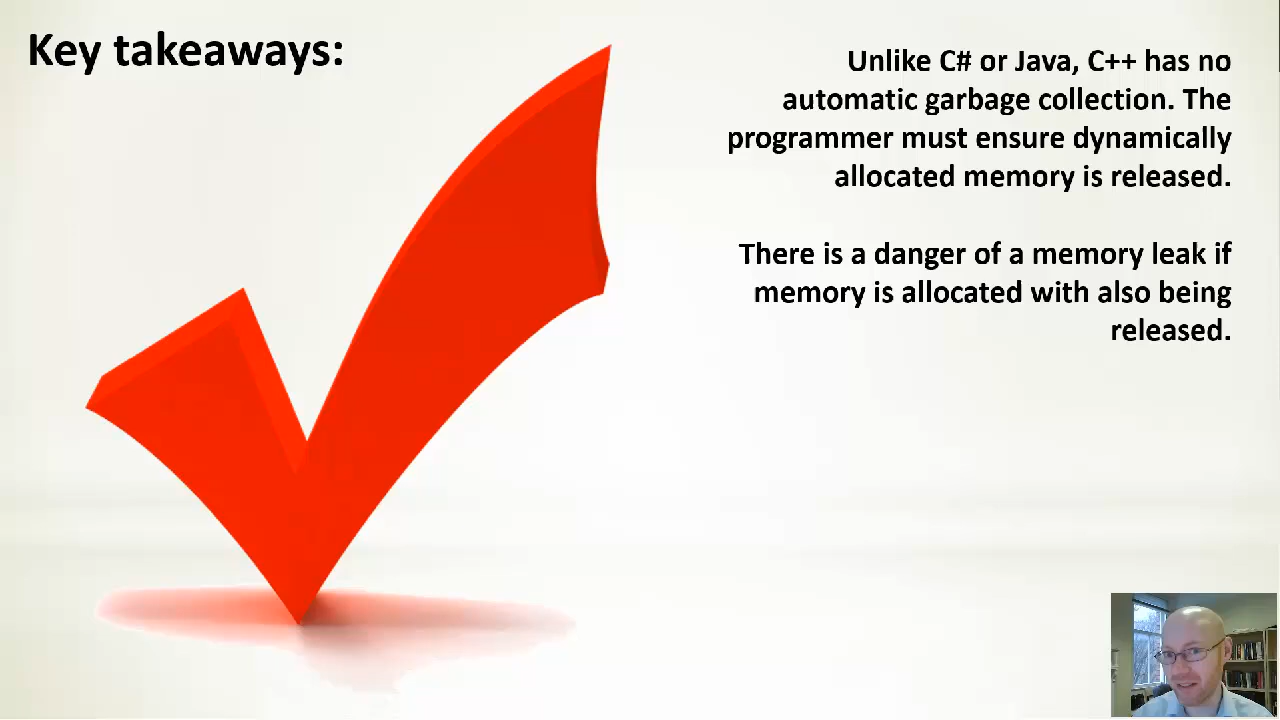 Key takeaways:
Unlike C# or Java, C++ has no
automatic garbage collection. The
programmer must ensure dynamically
allocated memory is released.
There is a danger of a memory leak if
memory is allocated with also being
released.